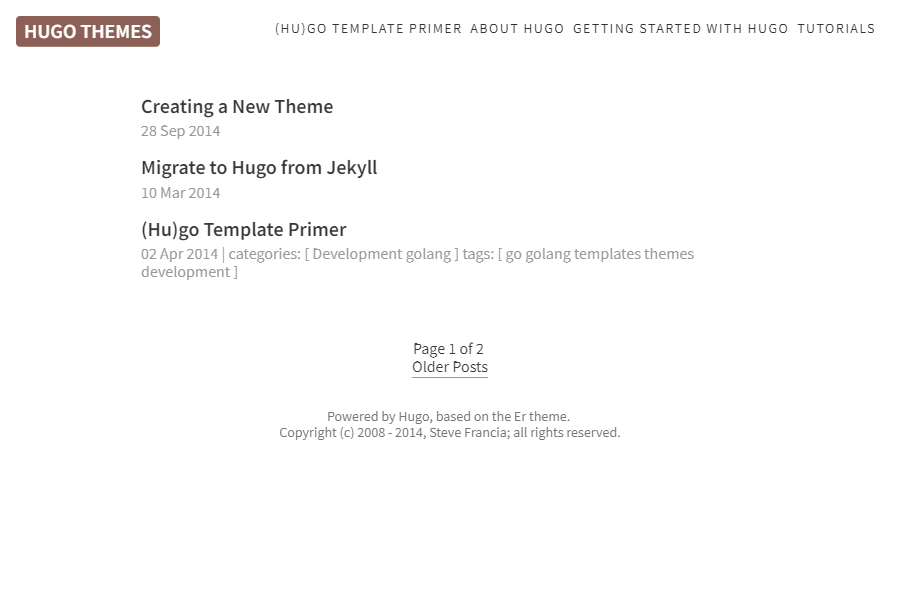 HUGO THEMES
(HU)GO TEMPLATE PRIMER ABOUT HUGO GETTING STARTED WITH HUGO TUTORIALS
Creating a New Theme
28 Sep 2014
Migrate to Hugo from Jekyll
10 Mar 2014
(Hu)go Template Primer
02 Apr 2014 | categories: [ Development golang ] tags: [ go golang templates themes
development ]
Page 1 of 2
Older Posts
Powered by Hugo, based on the Er theme.
Copyright (c) 2008 - 2014, Steve Francia; all rights reserved.